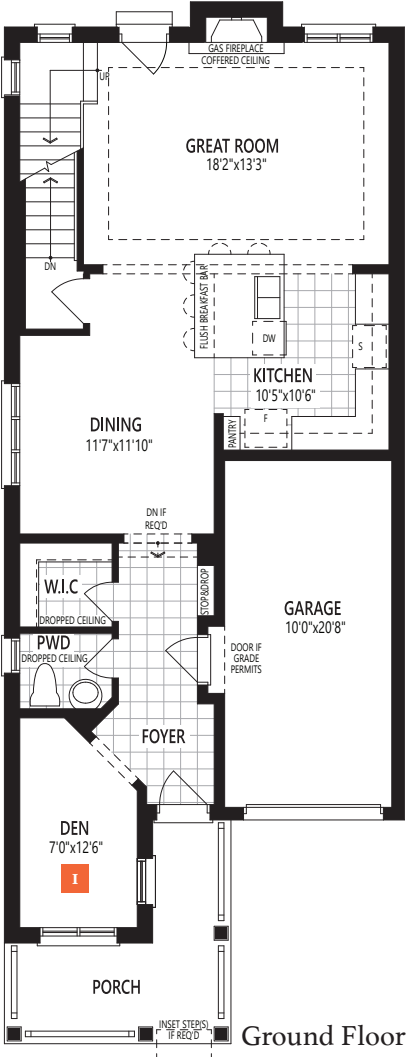 GAS FIREPLACE
COFFERED CEILING
UP
GREAT ROOM
18'2"x13'3"
DN
FLUSH BREAKFAST BAR
DW
S
KITCHEN
10'5"x10'6"
F
PANTRY
DINING
11'7"x11'10"
DN IF
REQ'D
W.I.C
DROPPED CEILING
STOP&DROP
GARAGE
10'0"x20'8"
PWD
DROPPED CEILING
DOOR IF
GRADE
PERMITS
FOYER
DEN
7'0"x12'6"
I
PORCH
INSET STEP(S)
IF REQ'D
Ground Floor